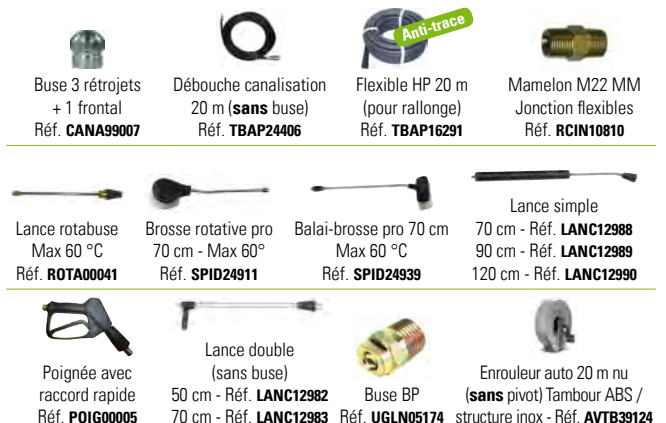 Anti-trace
Buse 3 rétrojets
+ 1 frontal
Réf. CANA99007
Débouche canalisation
20 m (sans buse)
Réf. TBAP24406
Flexible HP 20 m
(pour rallonge)
Réf. TBAP16291
Mamelon M22 MM
Jonction flexibles
Réf. RCIN10810
Lance rotabuse
Max 60 °C
Réf. ROTA00041
Brosse rotative pro
70 cm - Max 60°
Réf. SPID24911
Balai-brosse pro 70 cm
Max 60 °C
Réf. SPID24939
Lance simple
70 cm - Réf. LANC12988
90 cm - Réf. LANC12989
120 cm - Réf. LANC12990
Poignée avec
raccord rapide
Réf. POIG00005
Lance double
(sans buse)
50 cm - Réf. LANC12982
70 cm - Réf. LANC12983
Buse BP
Réf. UGLN05174
Enrouleur auto 20 m nu
(sans pivot) Tambour ABS /
structure inox - Réf. AVTB39124